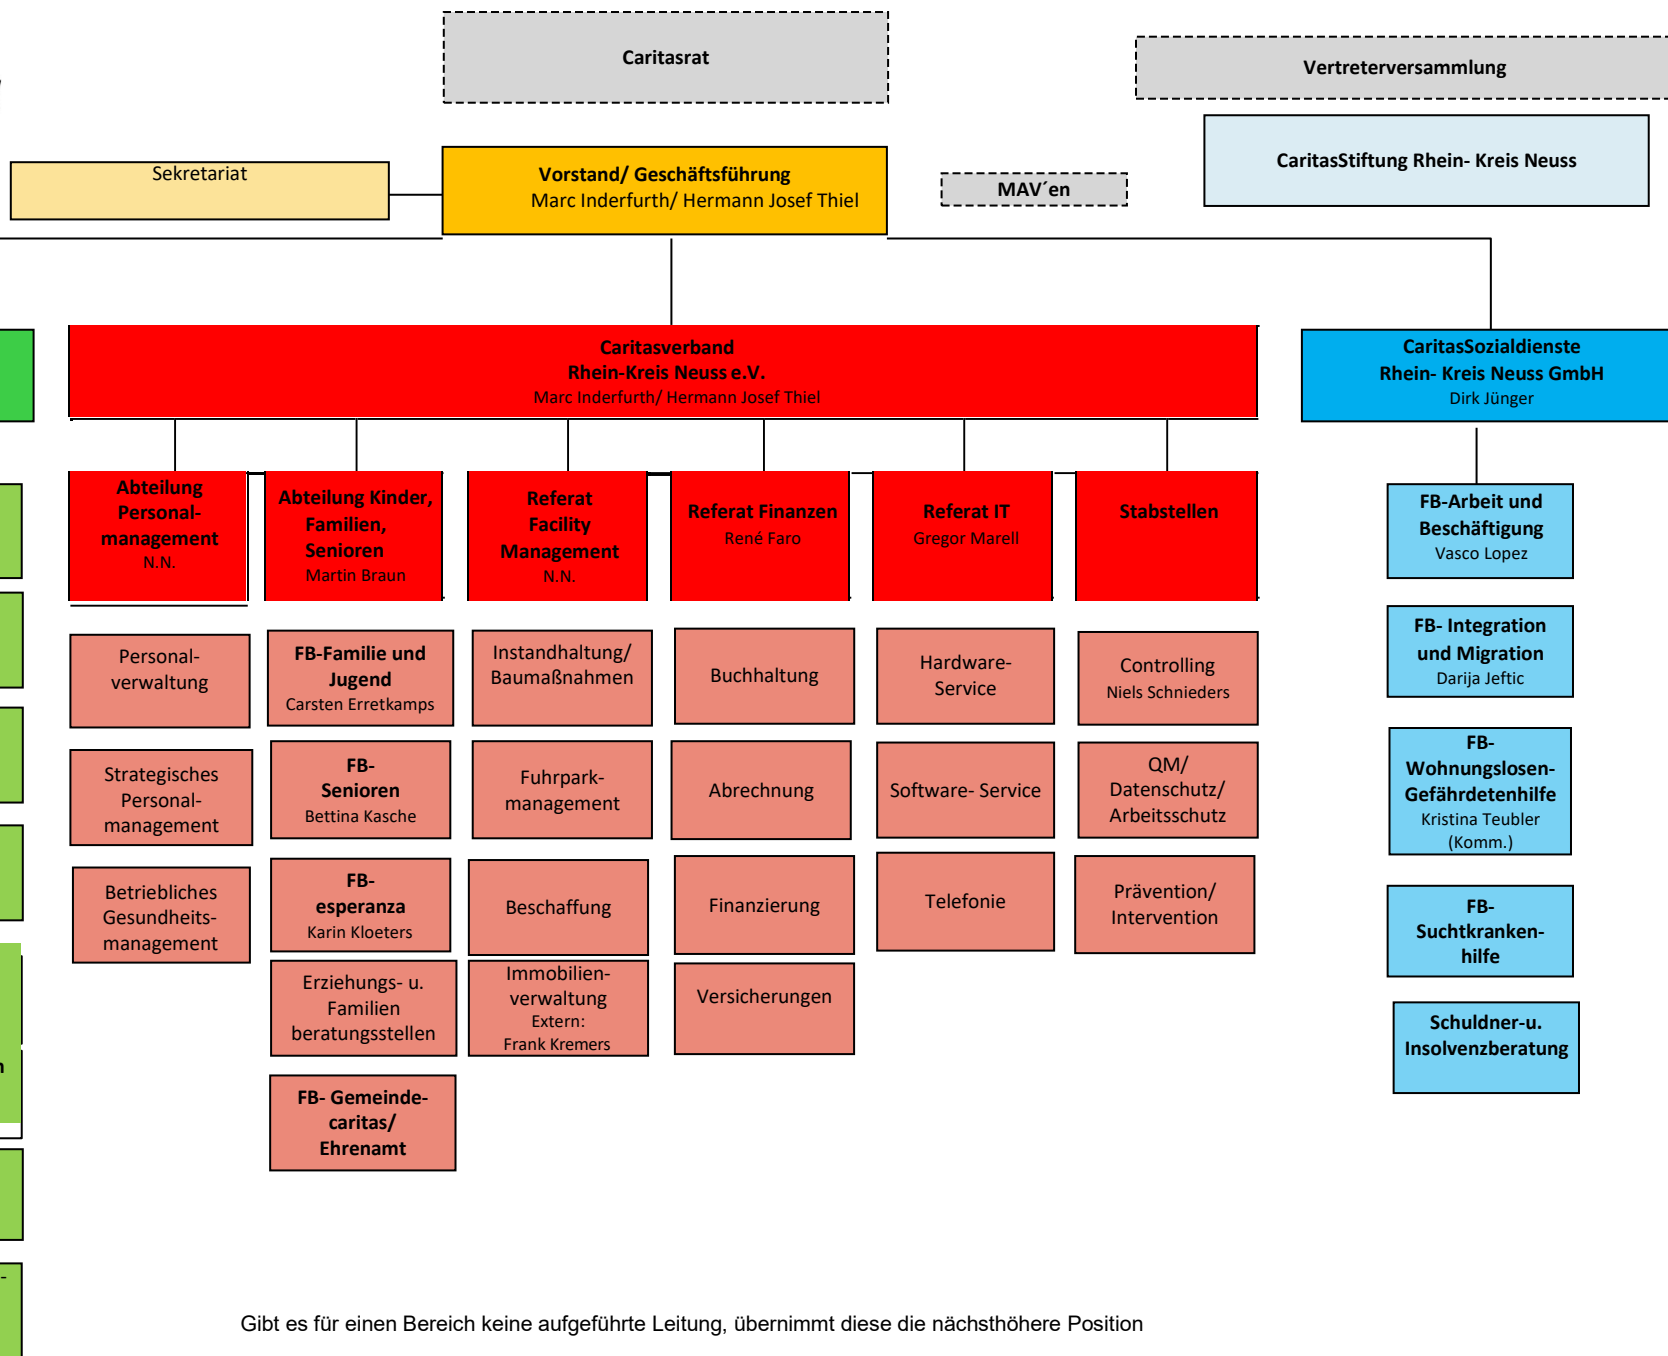 Caritasrat
Vertreterversammlung
CaritasStiftung Rhein- Kreis Neuss
Sekretariat
Vorstand/ Geschäftsführung
Marc Inderfurth/ Hermann Josef Thiel
MAV´en
Caritasverband
Rhein-Kreis Neuss e.V.
Marc Inderfurth/ Hermann Josef Thiel
CaritasSozialdienste
Rhein- Kreis Neuss GmbH
Dirk Jünger
Abteilung
Personal-
management
N.N.
Personal-
verwaltung
Strategisches
Personal-
management
Betriebliches
Gesundheits-
management
Abteilung Kinder,
Familien,
Senioren
Martin Braun
FB-Familie und
Jugend
Carsten Erretkamps
FB-
Senioren
Bettina Kasche
FB-
esperanza
Karin Kloeters
Erziehungs- u.
Familien
beratungsstellen
FB- Gemeinde-
caritas/
Ehrenamt
Referat
Facility
Management
N.N.
Instandhaltung/
Baumaßnahmen
Fuhrpark-
management
Beschaffung
Immobilien-
verwaltung
Extern:
Frank Kremers
Referat Finanzen
René Faro
Buchhaltung
Abrechnung
Finanzierung
Versicherungen
Referat IT
Gregor Marell
Hardware-
Service
Software- Service
Telefonie
Stabstellen
Controlling
Niels Schnieders
QM/
Datenschutz/
Arbeitsschutz
Prävention/
Intervention
FB-Arbeit und
Beschäftigung
Vasco Lopez
FB- Integration
und Migration
Darija Jeftic
FB-
Wohnungslosen-
Gefährdetenhilfe
Kristina Teubler
(Komm.)
FB-
Suchtkranken-
hilfe
Schuldner-u.
Insolvenzberatung
Gibt es für einen Bereich keine aufgeführte Leitung, übernimmt diese die nächsthöhere Position